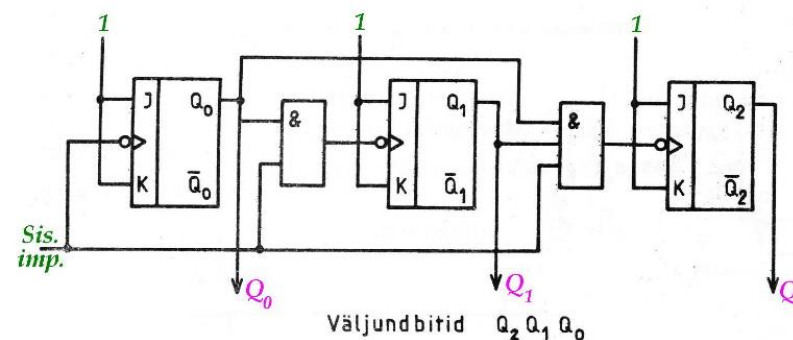 1 1 1
J Q₀ & J Q₁ & J Q₂
K Q̄₀ K Q̄₁ K Q̄₂
Sis.
imp.
Q₀ Q₁ Q
Väljundbitid Q₂ Q₁ Q₀